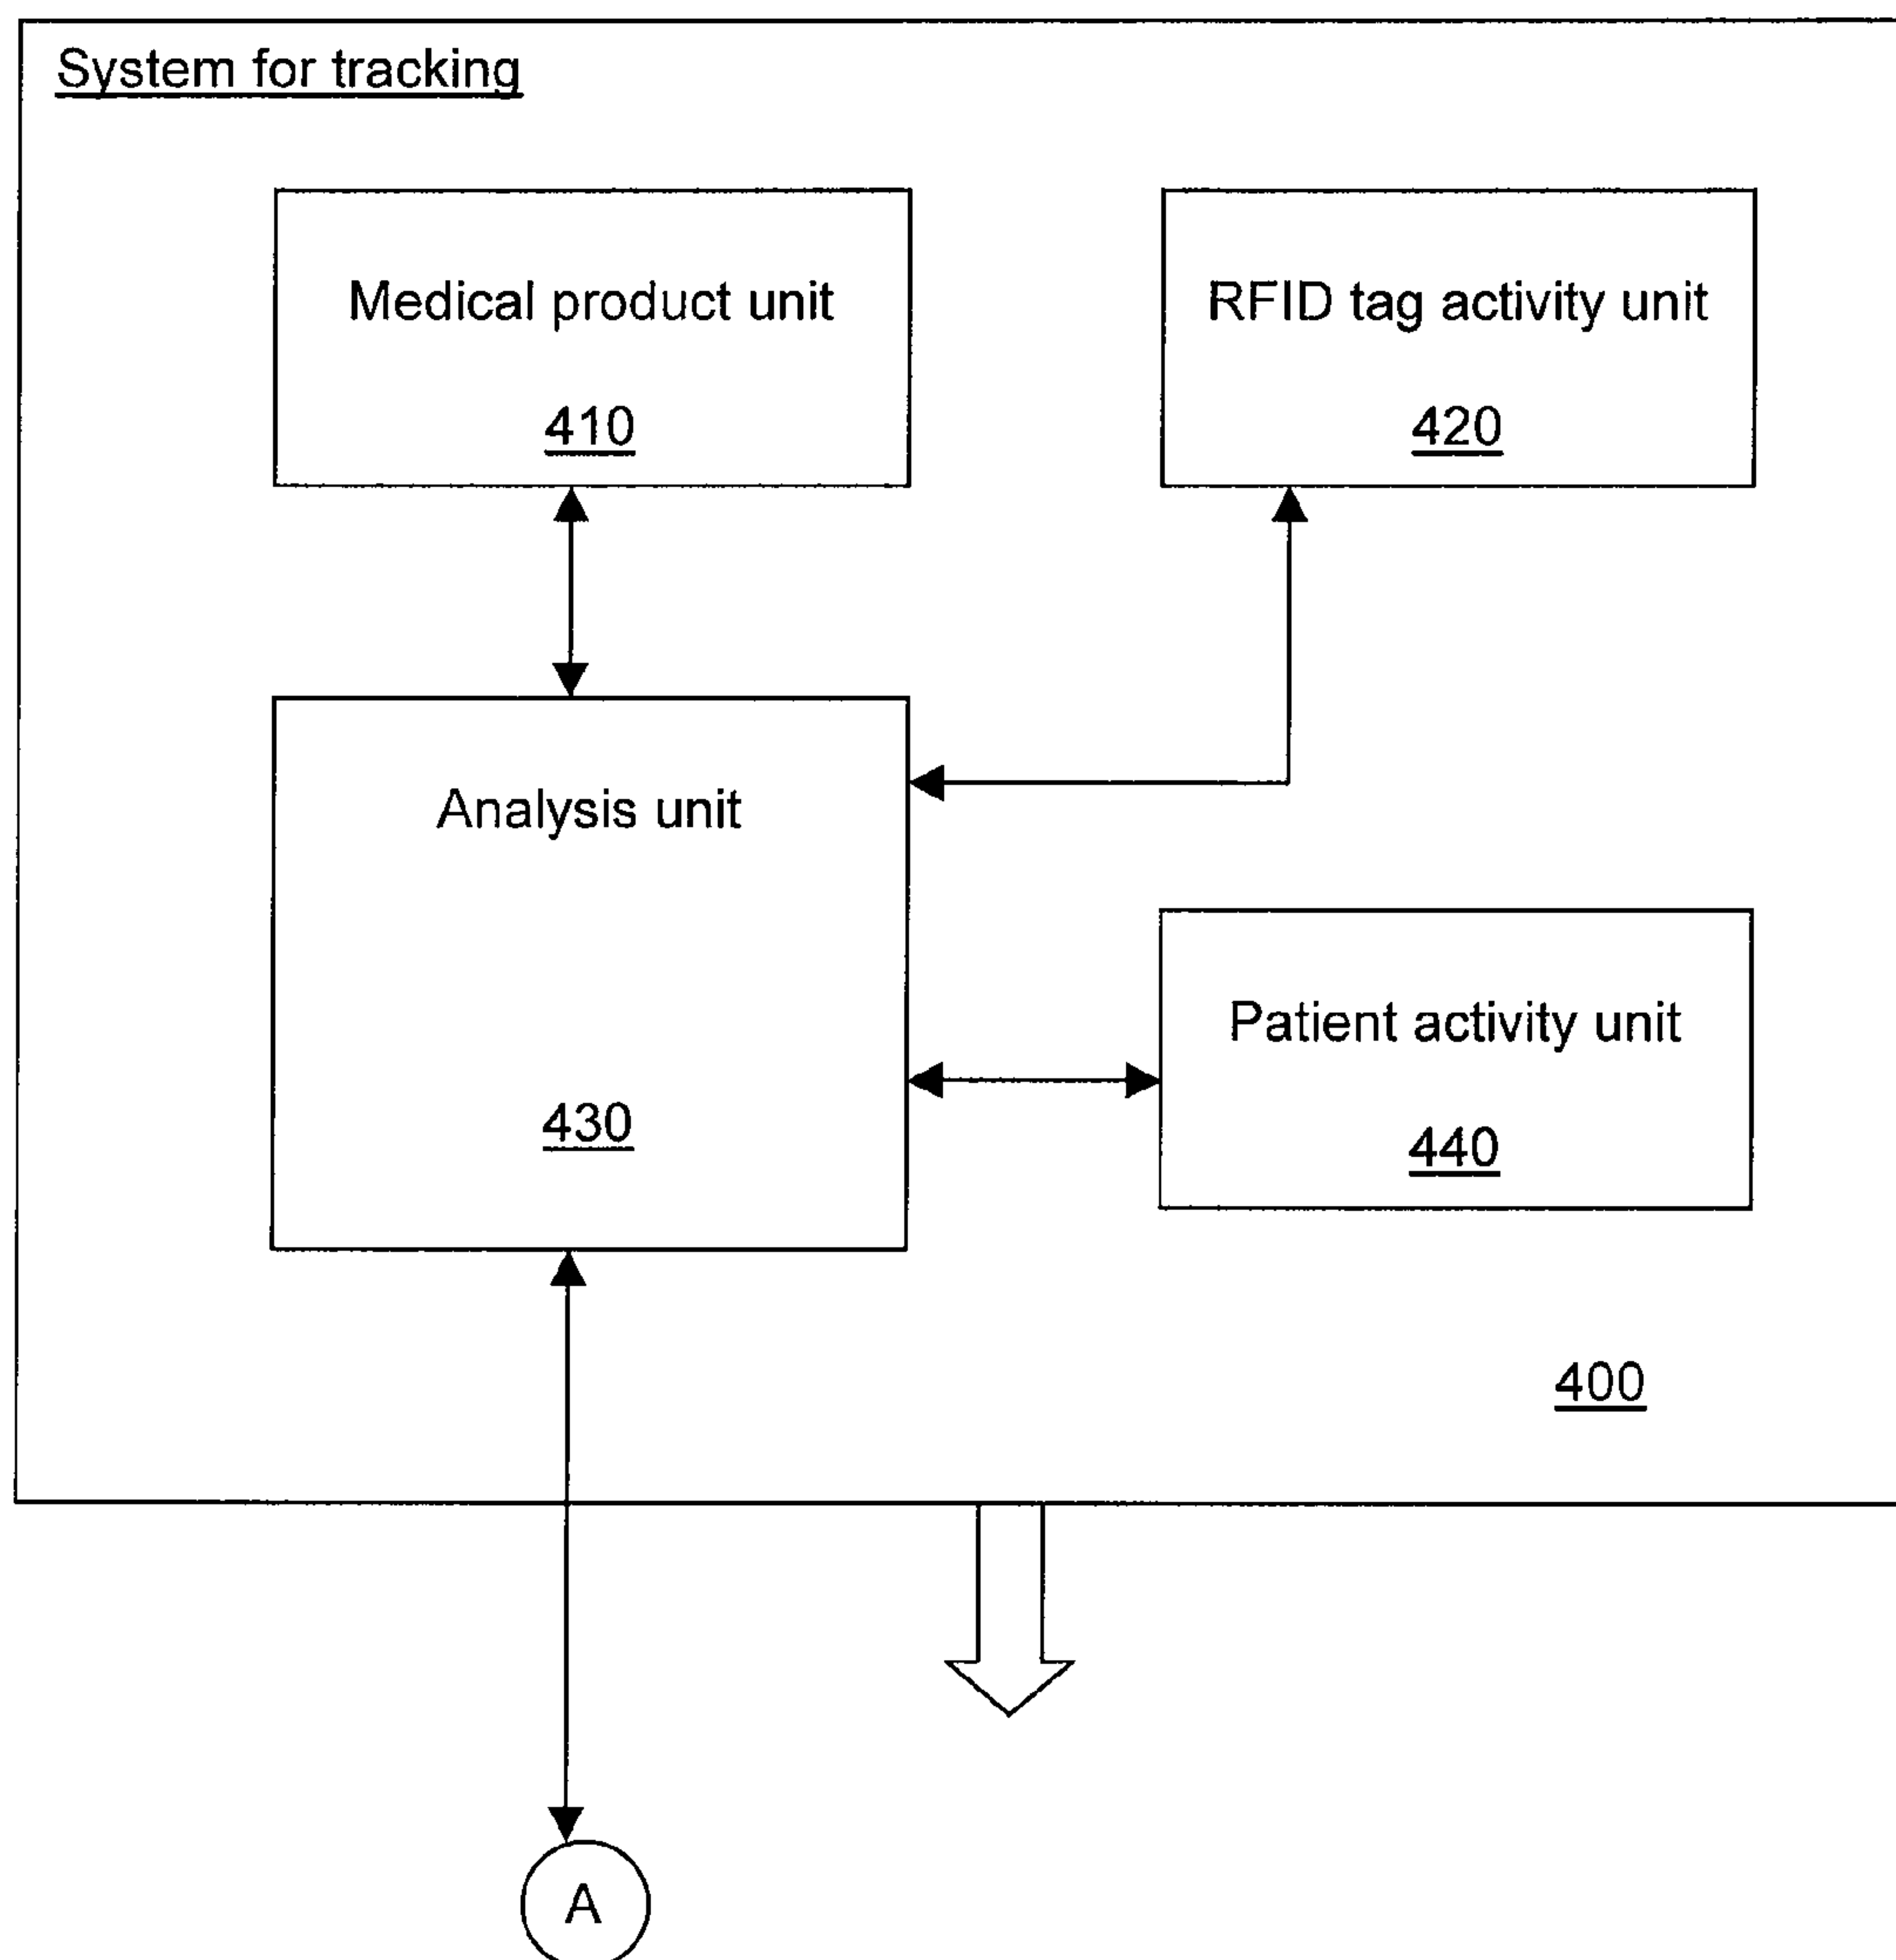 System for tracking
Medical product unit
410
RFID tag activity unit
420
Analysis unit
430
Patient activity unit
440
400
A